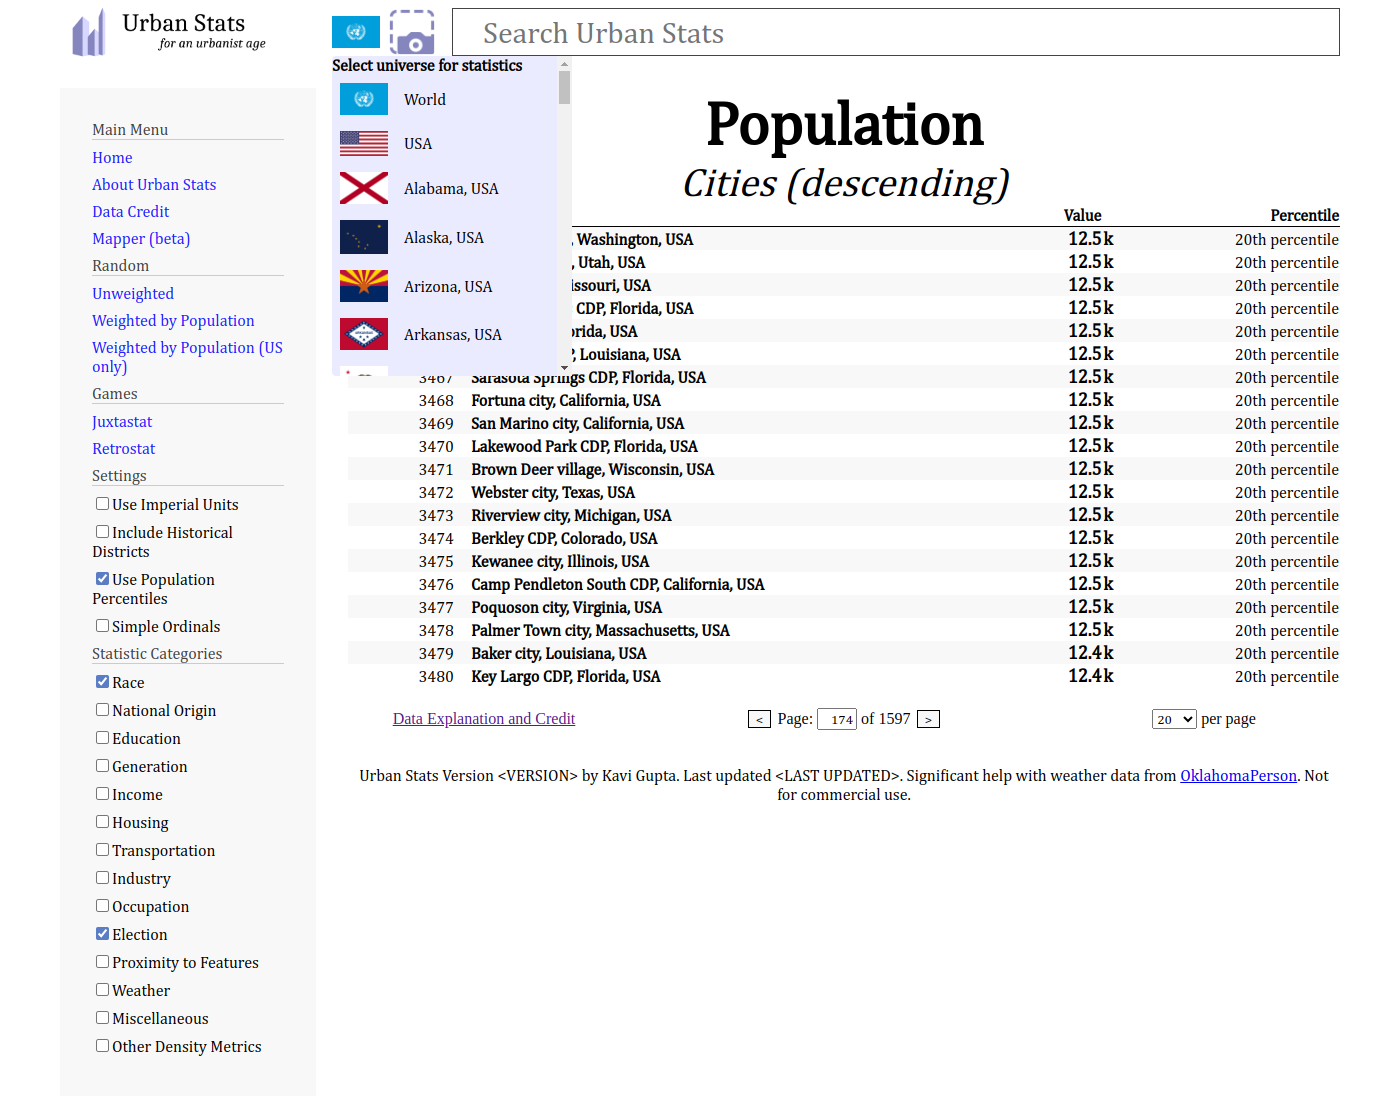 Urban Stats
for an urbanist age
Search Urban Stats
Select universe for statistics
World
USA
Alabama, USA
Alaska, USA
Arizona, USA
Arkansas, USA
Main Menu
Home
About Urban Stats
Data Credit
Mapper (beta)
Random
Unweighted
Weighted by Population
Weighted by Population (US
only)
Games
Juxtastat
Retrostat
Settings
Use Imperial Units
Include Historical
Districts
Use Population
Percentiles
Simple Ordinals
Statistic Categories
Race
National Origin
Education
Generation
Income
Housing
Transportation
Industry
Occupation
Election
Proximity to Features
Weather
Miscellaneous
Other Density Metrics
Population
Cities (descending)
Value Percentile
, Washington, USA 12.5k 20th percentile
, Utah, USA 12.5k 20th percentile
issouri, USA 12.5k 20th percentile
CDP, Florida, USA 12.5k 20th percentile
orida, USA 12.5k 20th percentile
P, Louisiana, USA 12.5k 20th percentile
3467 Sarasota Springs CDP, Florida, USA 12.5k 20th percentile
3468 Fortuna city, California, USA 12.5k 20th percentile
3469 San Marino city, California, USA 12.5k 20th percentile
3470 Lakewood Park CDP, Florida, USA 12.5k 20th percentile
3471 Brown Deer village, Wisconsin, USA 12.5k 20th percentile
3472 Webster city, Texas, USA 12.5k 20th percentile
3473 Riverview city, Michigan, USA 12.5k 20th percentile
3474 Berkley CDP, Colorado, USA 12.5k 20th percentile
3475 Kewanee city, Illinois, USA 12.5k 20th percentile
3476 Camp Pendleton South CDP, California, USA 12.5k 20th percentile
3477 Poquoson city, Virginia, USA 12.5k 20th percentile
3478 Palmer Town city, Massachusetts, USA 12.5k 20th percentile
3479 Baker city, Louisiana, USA 12.4k 20th percentile
3480 Key Largo CDP, Florida, USA 12.4k 20th percentile
Data Explanation and Credit < Page: 174 of 1597 > 20 per page
Urban Stats Version <VERSION> by Kavi Gupta. Last updated <LAST UPDATED>. Significant help with weather data from OklahomaPerson. Not
for commercial use.